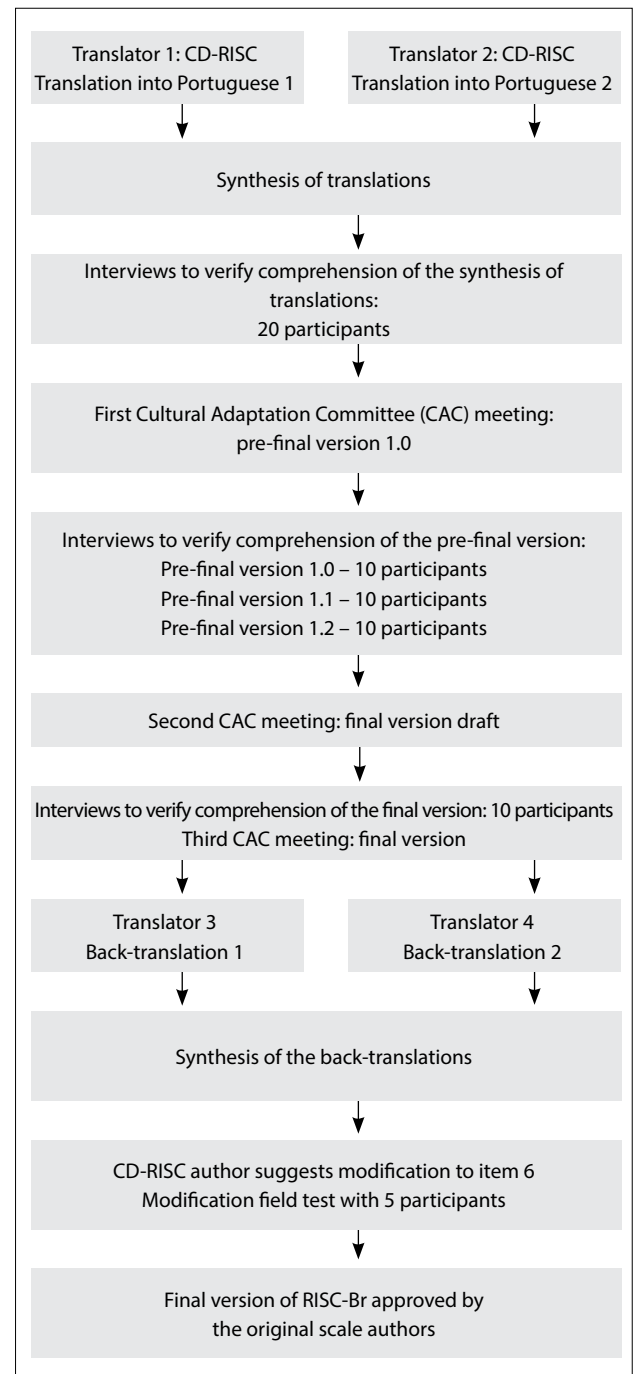 Translator 1: CD-RISC
Translation into Portuguese 1
Translator 2: CD-RISC
Translation into Portuguese 2
Synthesis of translations
Interviews to verify comprehension of the synthesis of
translations:
20 participants
First Cultural Adaptation Committee (CAC) meeting:
pre-final version 1.0
Interviews to verify comprehension of the pre-final version:
Pre-final version 1.0 – 10 participants
Pre-final version 1.1 – 10 participants
Pre-final version 1.2 – 10 participants
Second CAC meeting: final version draft
Interviews to verify comprehension of the final version: 10 participants
Third CAC meeting: final version
Translator 3
Back-translation 1
Translator 4
Back-translation 2
Synthesis of the back-translations
CD-RISC author suggests modification to item 6
Modification field test with 5 participants
Final version of RISC-Br approved by
the original scale authors